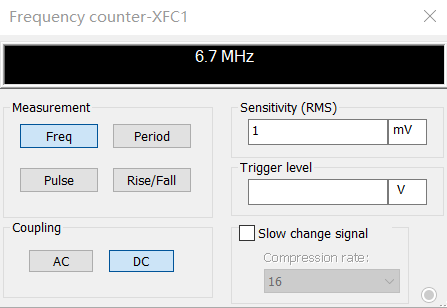 Frequency counter-XFC1
6.7 MHz
Measurement
Freq
Period
Pulse
Rise/Fall
Coupling
AC
DC
Sensitivity (RMS)
1 mV
Trigger level
V
Slow change signal
Compression rate:
16